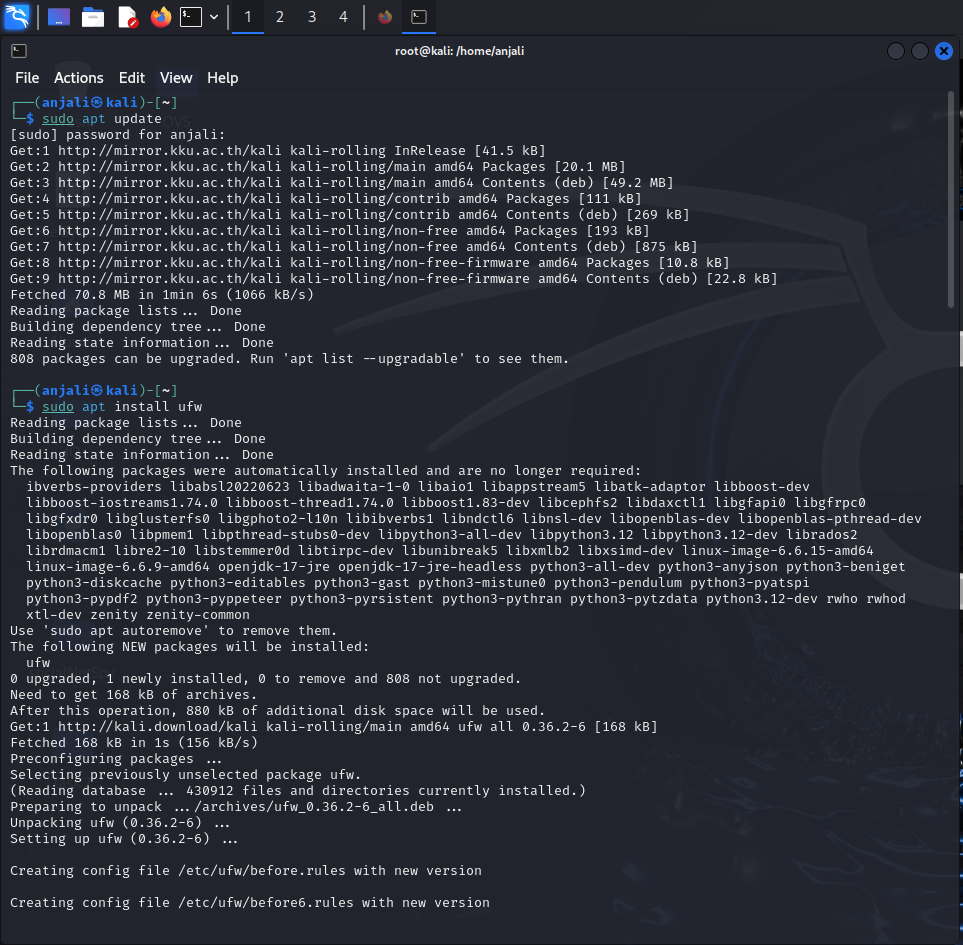 1 2 3 4
root@kali: /home/anjali
File Actions Edit View Help
┌──(anjali㉿kali)-[~]
└─$ sudo apt update
[sudo] password for anjali:
Get:1 http://mirror.kku.ac.th/kali kali-rolling InRelease [41.5 kB]
Get:2 http://mirror.kku.ac.th/kali kali-rolling/main amd64 Packages [20.1 MB]
Get:3 http://mirror.kku.ac.th/kali kali-rolling/main amd64 Contents (deb) [49.2 MB]
Get:4 http://mirror.kku.ac.th/kali kali-rolling/contrib amd64 Packages [111 kB]
Get:5 http://mirror.kku.ac.th/kali kali-rolling/contrib amd64 Contents (deb) [269 kB]
Get:6 http://mirror.kku.ac.th/kali kali-rolling/non-free amd64 Packages [193 kB]
Get:7 http://mirror.kku.ac.th/kali kali-rolling/non-free amd64 Contents (deb) [875 kB]
Get:8 http://mirror.kku.ac.th/kali kali-rolling/non-free-firmware amd64 Packages [10.8 kB]
Get:9 http://mirror.kku.ac.th/kali kali-rolling/non-free-firmware amd64 Contents (deb) [22.8 kB]
Fetched 70.8 MB in 1min 6s (1066 kB/s)
Reading package lists... Done
Building dependency tree... Done
Reading state information... Done
808 packages can be upgraded. Run 'apt list --upgradable' to see them.
┌──(anjali㉿kali)-[~]
└─$ sudo apt install ufw
Reading package lists... Done
Building dependency tree... Done
Reading state information... Done
The following packages were automatically installed and are no longer required:
ibverbs-providers libabsl20220623 libadwaita-1-0 libaio1 libappstream5 libatk-adaptor libboost-dev
libboost-iostreams1.74.0 libboost-thread1.74.0 libboost1.83-dev libcephfs2 libdaxctl1 libgfapi0 libgfrpc0
libgfxdr0 libglusterfs0 libgphoto2-l10n libibverbs1 libndctl6 libnsl-dev libopenblas-dev libopenblas-pthread-dev
libopenblas0 libpmem1 libpthread-stubs0-dev libpython3-all-dev libpython3.12 libpython3.12-dev librados2
librdmacm1 libre2-10 libstemmer0d libtirpc-dev libunibreak5 libxmlb2 libxsimd-dev linux-image-6.6.15-amd64
linux-image-6.6.9-amd64 openjdk-17-jre openjdk-17-jre-headless python3-all-dev python3-anyjson python3-beniget
python3-diskcache python3-editables python3-gast python3-mistune0 python3-pendulum python3-pyatspi
python3-pypdf2 python3-pyppeteer python3-pyrsistent python3-pythran python3-pytzdata python3.12-dev rwho rwhod
xtl-dev zenity zenity-common
Use 'sudo apt autoremove' to remove them.
The following NEW packages will be installed:
ufw
0 upgraded, 1 newly installed, 0 to remove and 808 not upgraded.
Need to get 168 kB of archives.
After this operation, 880 kB of additional disk space will be used.
Get:1 http://kali.download/kali kali-rolling/main amd64 ufw all 0.36.2-6 [168 kB]
Fetched 168 kB in 1s (156 kB/s)
Preconfiguring packages ...
Selecting previously unselected package ufw.
(Reading database ... 430912 files and directories currently installed.)
Preparing to unpack .../archives/ufw_0.36.2-6_all.deb ...
Unpacking ufw (0.36.2-6) ...
Setting up ufw (0.36.2-6) ...
Creating config file /etc/ufw/before.rules with new version
Creating config file /etc/ufw/before6.rules with new version